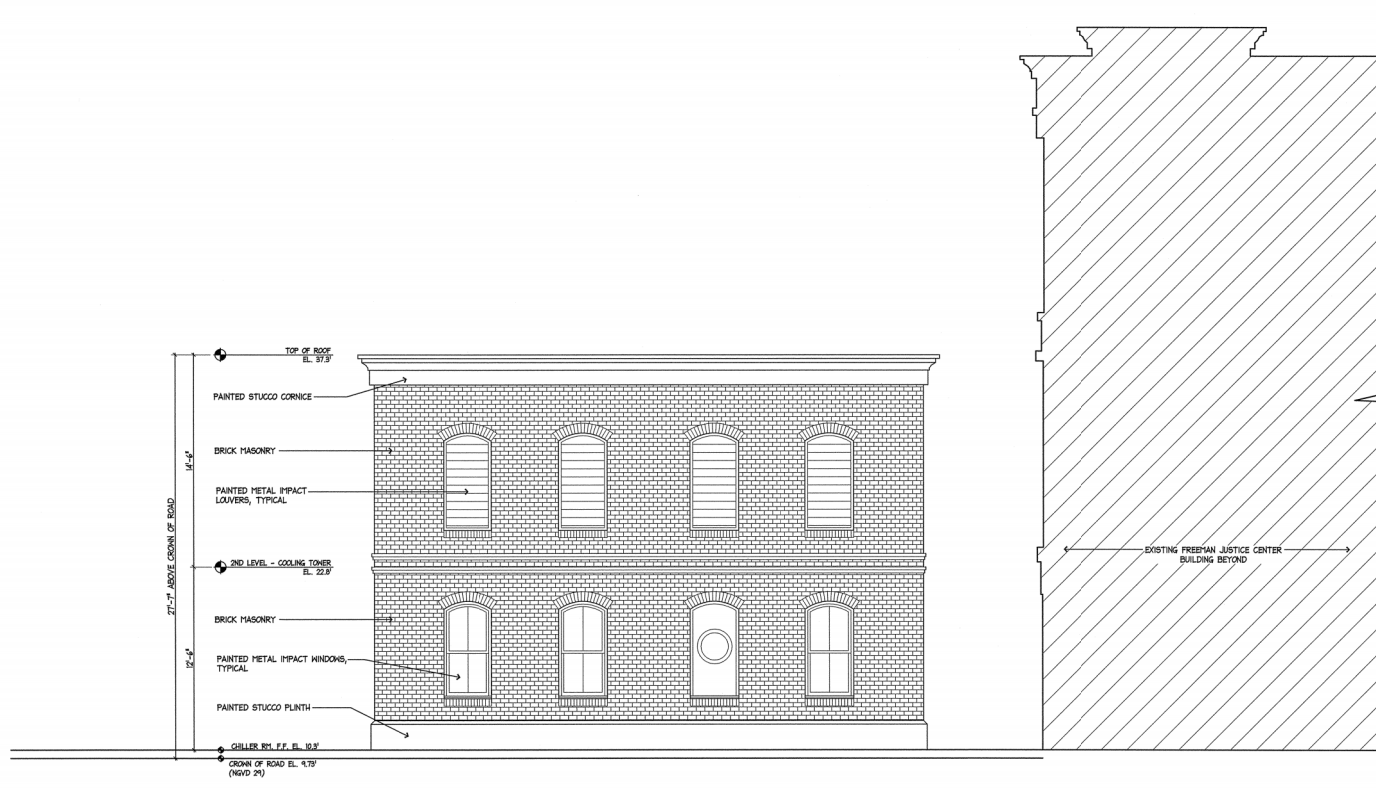 TOP OF ROOF
EL. 37.3'
PAINTED STUCCO CORNICE
BRICK MASONRY
14'-6"
PAINTED METAL IMPACT
LOUVERS, TYPICAL
27'-7" ABOVE CROWN OF ROAD
2ND LEVEL - COOLING TOWER
EL. 22.8'
EXISTING FREEMAN JUSTICE CENTER
BUILDING BEYOND
BRICK MASONRY
12'-6"
PAINTED METAL IMPACT WINDOWS,
TYPICAL
PAINTED STUCCO PLINTH
CHILLER RM. F.F. EL. 10.3'
CROWN OF ROAD EL. 9.73'
(NGVD 29)